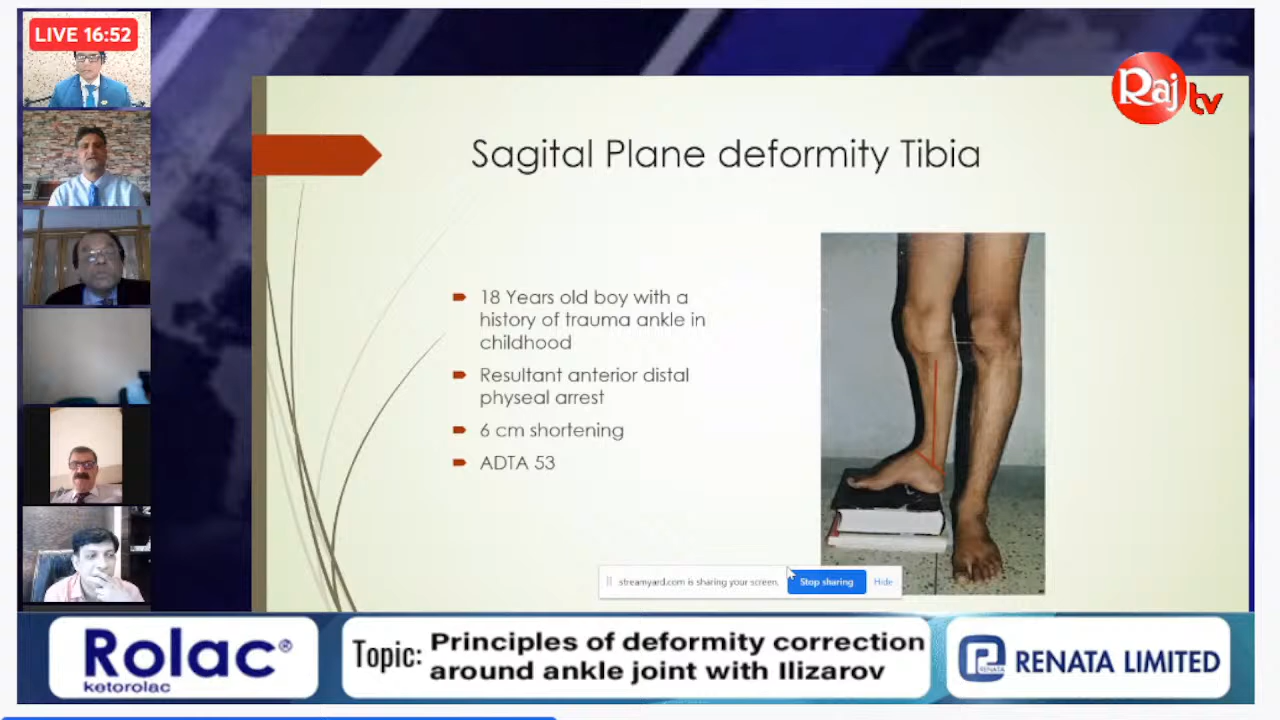 LIVE 16:52
Raj tv
Sagital Plane deformity Tibia
18 Years old boy with a
history of trauma ankle in
childhood
Resultant anterior distal
physeal arrest
6 cm shortening
ADTA 53
streamyard.com is sharing your screen.
Stop sharing
Hide
Rolac®
ketorolac
Topic: Principles of deformity correction
around ankle joint with Ilizarov
RENATA
RENATA LIMITED